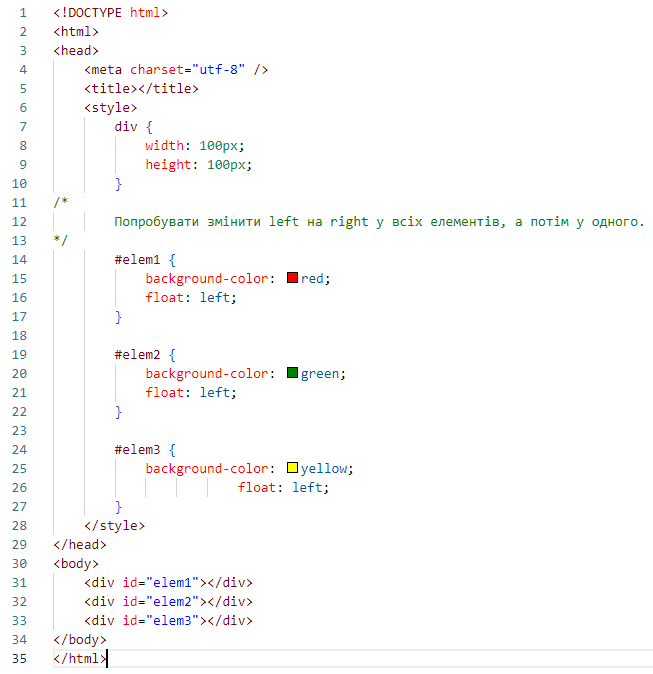 1 <!DOCTYPE html>
2 <html>
3 <head>
4     <meta charset="utf-8" />
5     <title></title>
6     <style>
7         div {
8             width: 100px;
9             height: 100px;
10         }
11 /*
12         Попробувати змінити left на right у всіх елементів, а потім у одного.
13 */
14         #elem1 {
15             background-color: red;
16             float: left;
17         }
18
19         #elem2 {
20             background-color: green;
21             float: left;
22         }
23
24         #elem3 {
25             background-color: yellow;
26                         float: left;
27         }
28     </style>
29 </head>
30 <body>
31     <div id="elem1"></div>
32     <div id="elem2"></div>
33     <div id="elem3"></div>
34 </body>
35 </html>